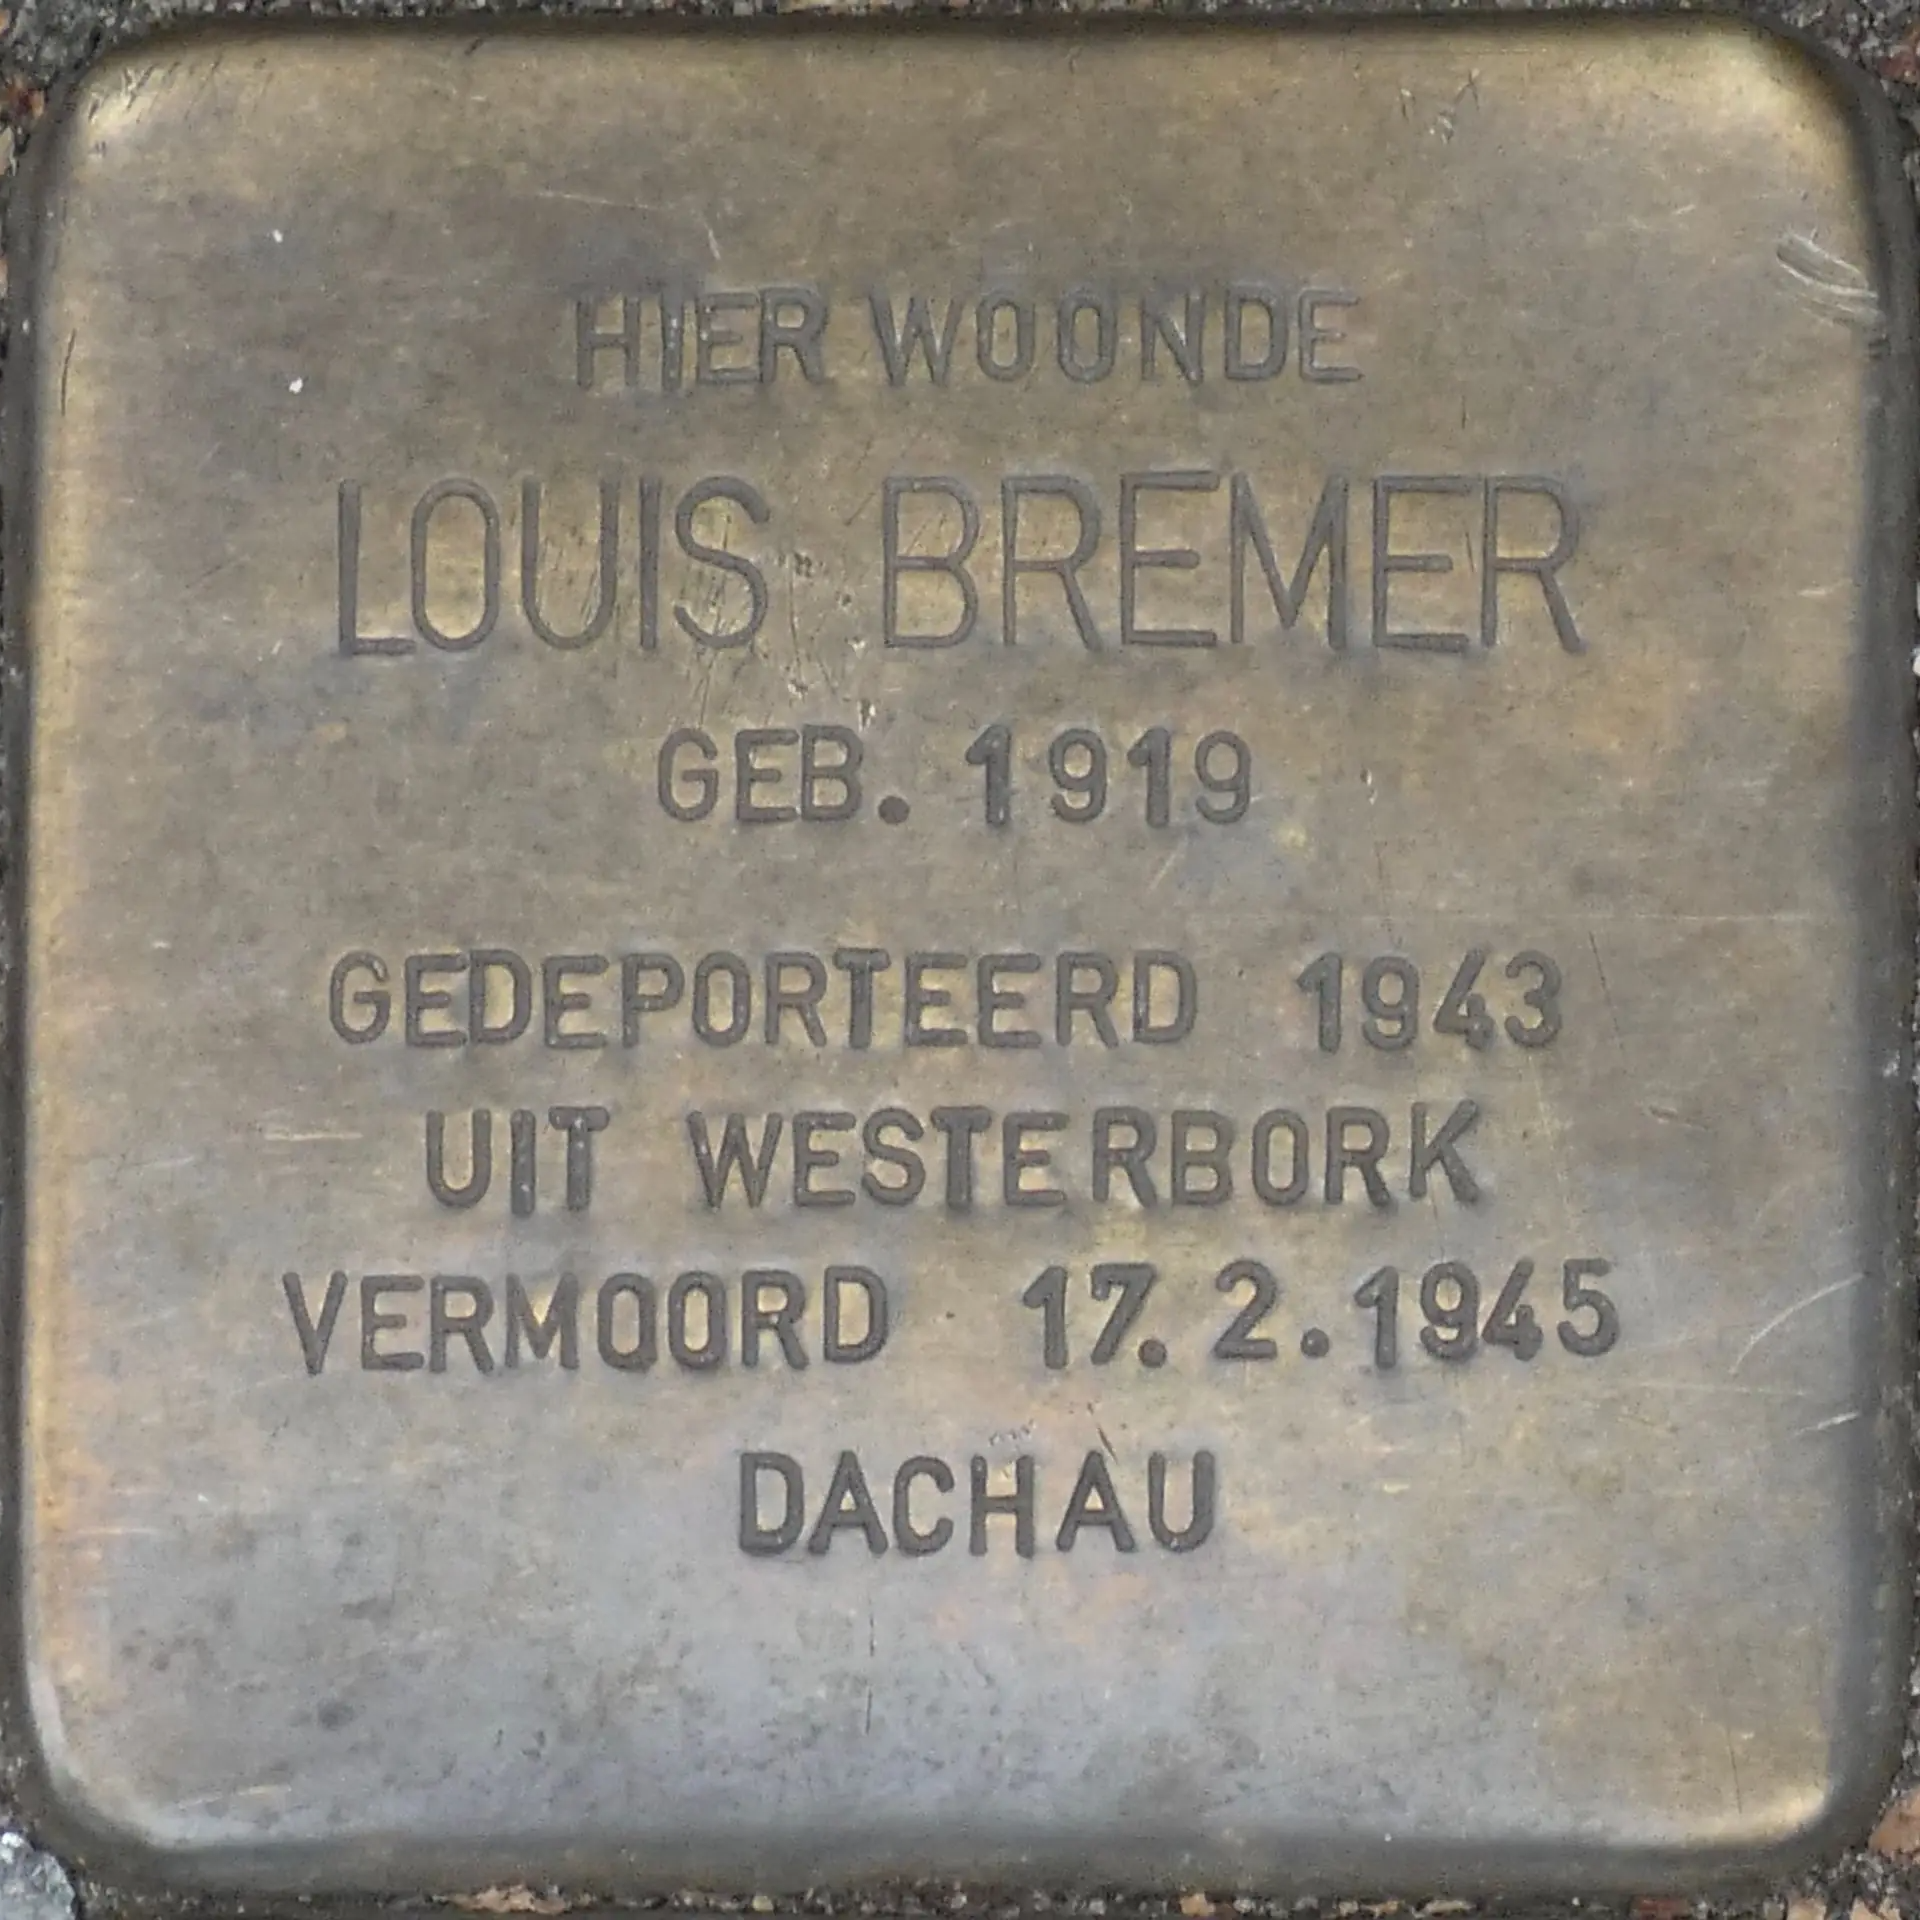 HIER WOONDE
LOUIS BREMER
GEB. 1919
GEDEPORTEERD 1943
UIT WESTERBORK
VERMOORD 17.2.1945
DACHAU